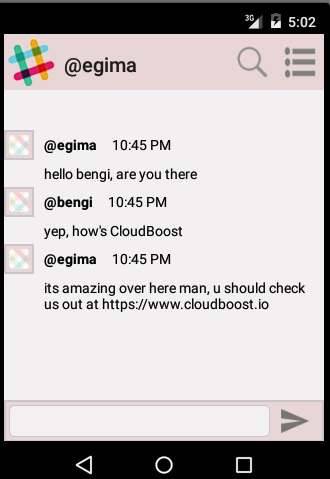 3G 5:02
@egima
@egima 10:45 PM
hello bengi, are you there
@bengi 10:45 PM
yep, how's CloudBoost
@egima 10:45 PM
its amazing over here man, u should check
us out at https://www.cloudboost.io